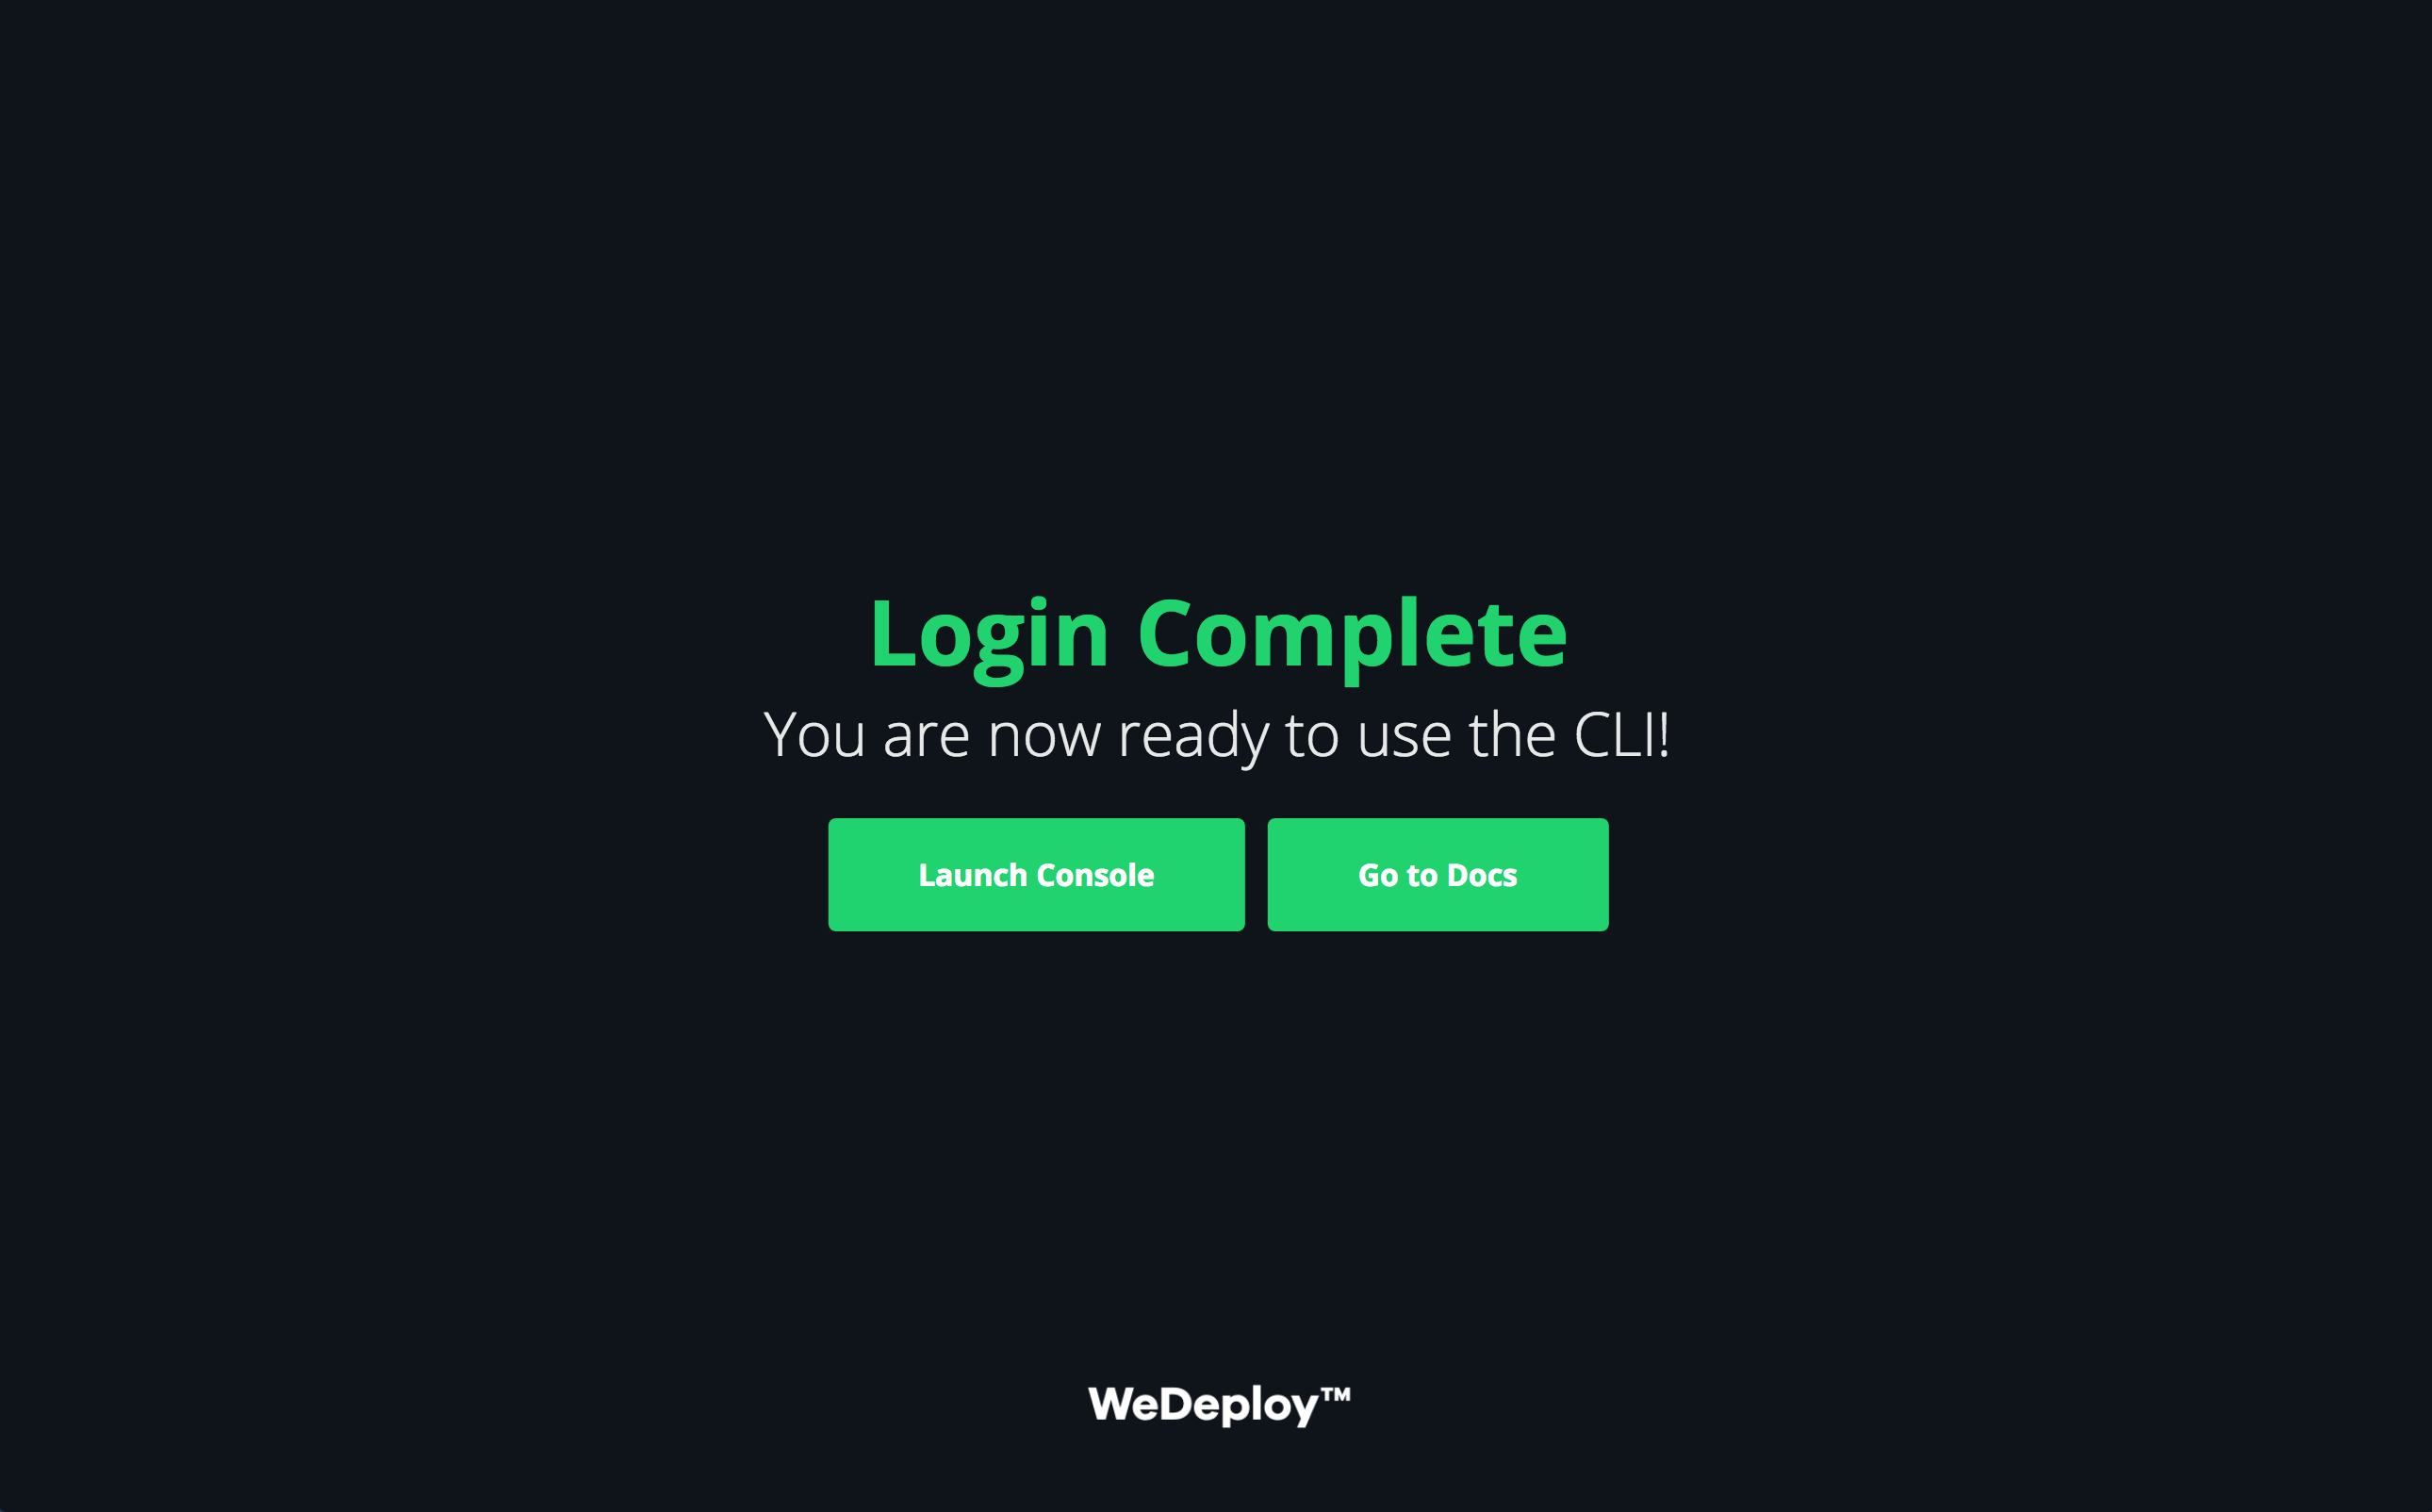 Login Complete
You are now ready to use the CLI!
Launch Console
Go to Docs
WeDeploy™